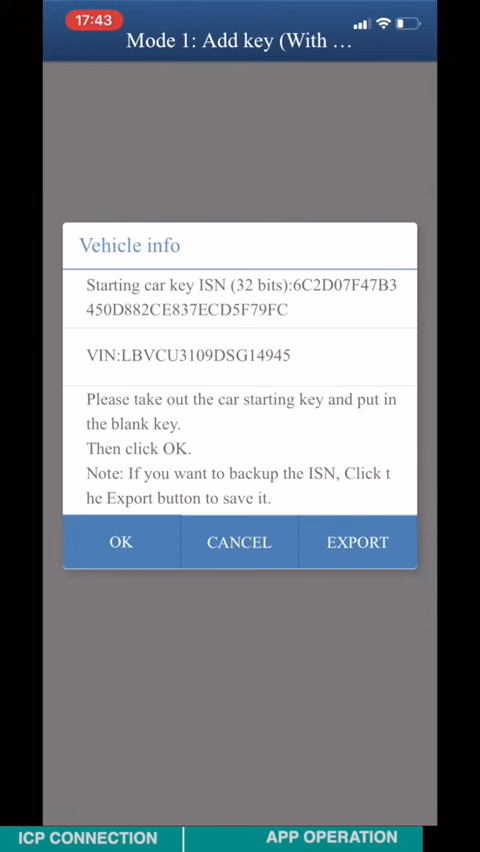 17:43
Mode 1: Add key (With …
Vehicle info
Starting car key ISN (32 bits):6C2D07F47B3
450D882CE837ECD5F79FC
VIN:LBVCU3109DSG14945
Please take out the car starting key and put in
the blank key.
Then click OK.
Note: If you want to backup the ISN, Click t
he Export button to save it.
OK
CANCEL
EXPORT
ICP CONNECTION
APP OPERATION